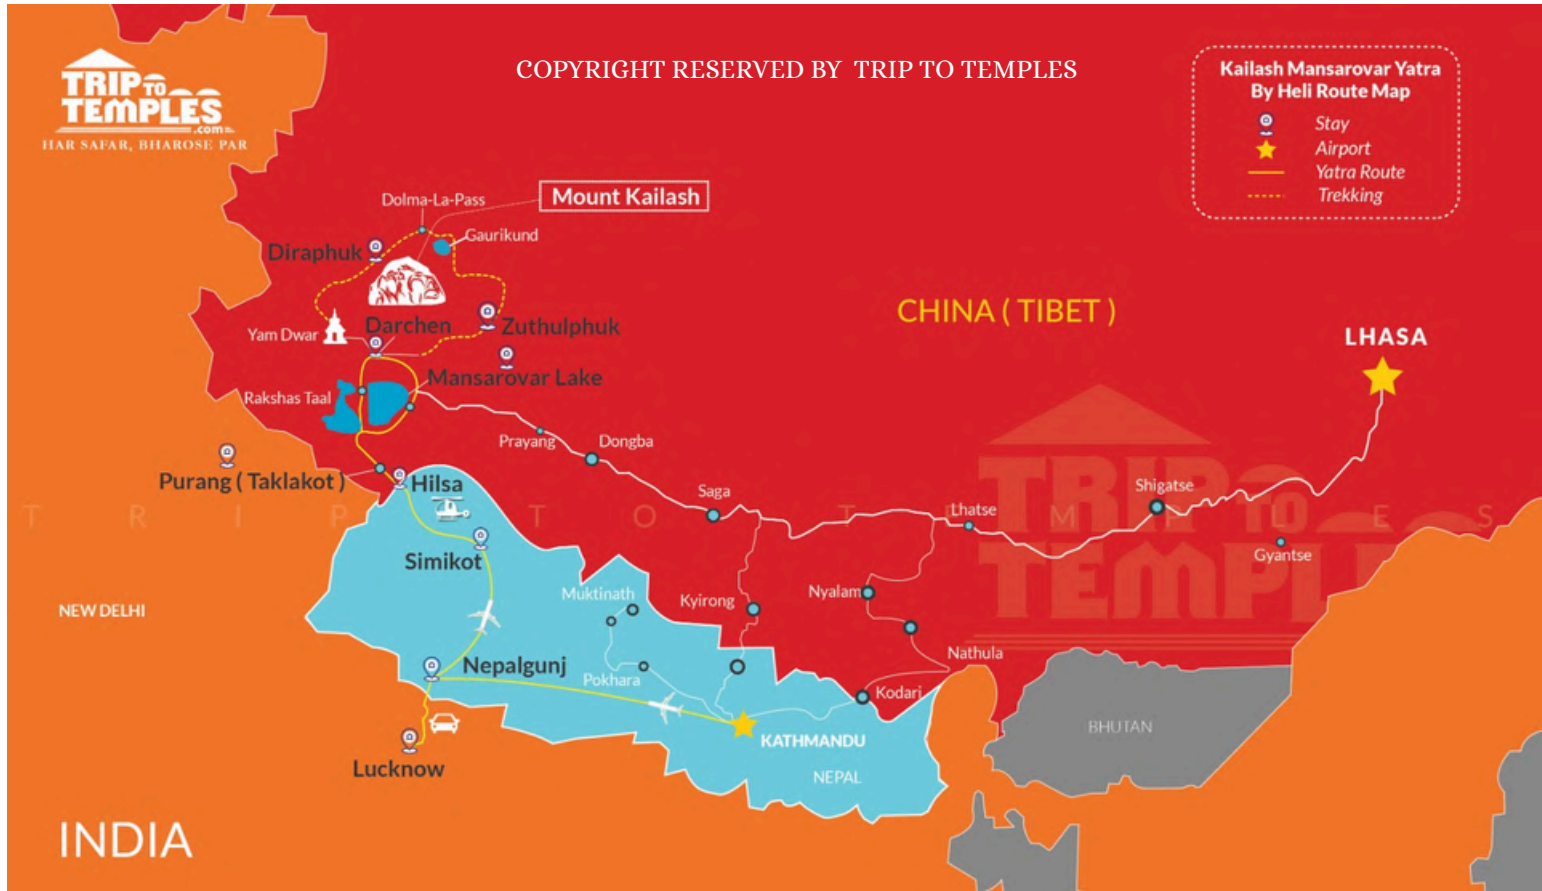 COPYRIGHT RESERVED BY  TRIP TO TEMPLES
TRIP TO
TEMPLES
.com
HAR SAFAR, BHAROSE PAR
Kailash Mansarovar Yatra
By Heli Route Map
Stay
Airport
Yatra Route
Trekking
Mount Kailash
Dolma-La-Pass
Gaurikund
Diraphuk
CHINA ( TIBET )
Yam Dwar
Darchen
Zuthulphuk
LHASA
Mansarovar Lake
Rakshas Taal
Prayang
Dongba
Purang ( Taklakot )
Hilsa
Saga
Lhatse
Shigatse
TRIP TO
TEMPL
T R I P T O T E M P L E S
Gyantse
Simikot
Muktinath
Kyirong
Nyalam
NEW DELHI
Nathula
Nepalgunj
Pokhara
Kodari
BHUTAN
KATHMANDU
Lucknow
NEPAL
INDIA